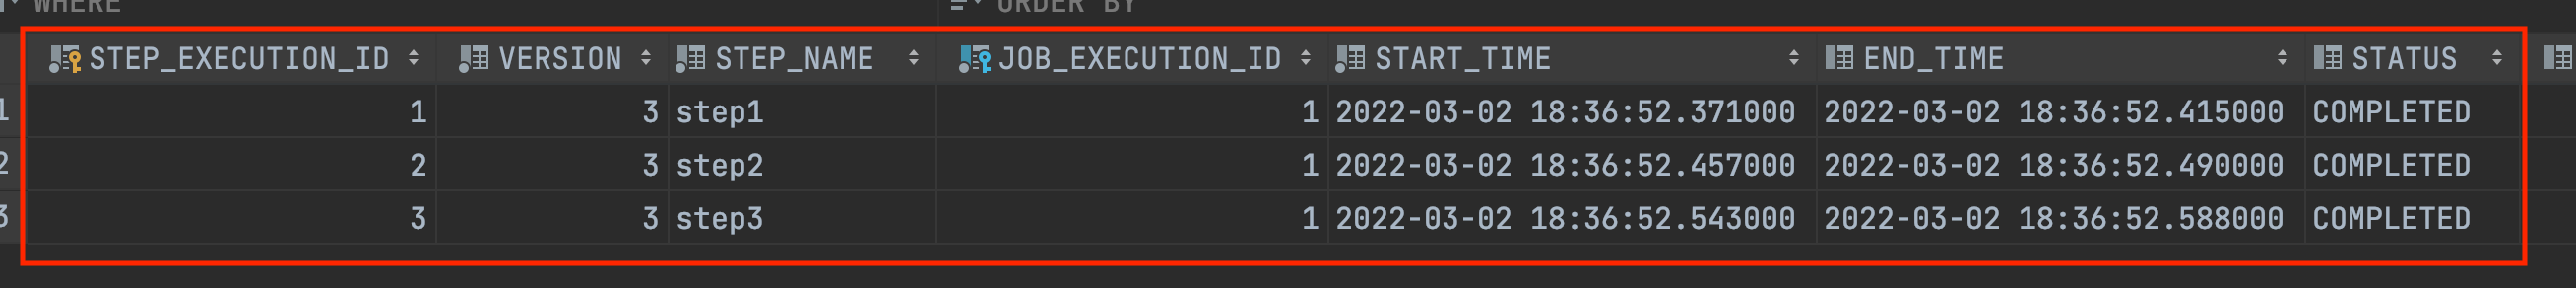 WHERE ORDER BY
STEP_EXECUTION_ID VERSION STEP_NAME JOB_EXECUTION_ID START_TIME END_TIME STATUS
1 1 3 step1 1 2022-03-02 18:36:52.371000 2022-03-02 18:36:52.415000 COMPLETED
2 2 3 step2 1 2022-03-02 18:36:52.457000 2022-03-02 18:36:52.490000 COMPLETED
3 3 3 step3 1 2022-03-02 18:36:52.543000 2022-03-02 18:36:52.588000 COMPLETED